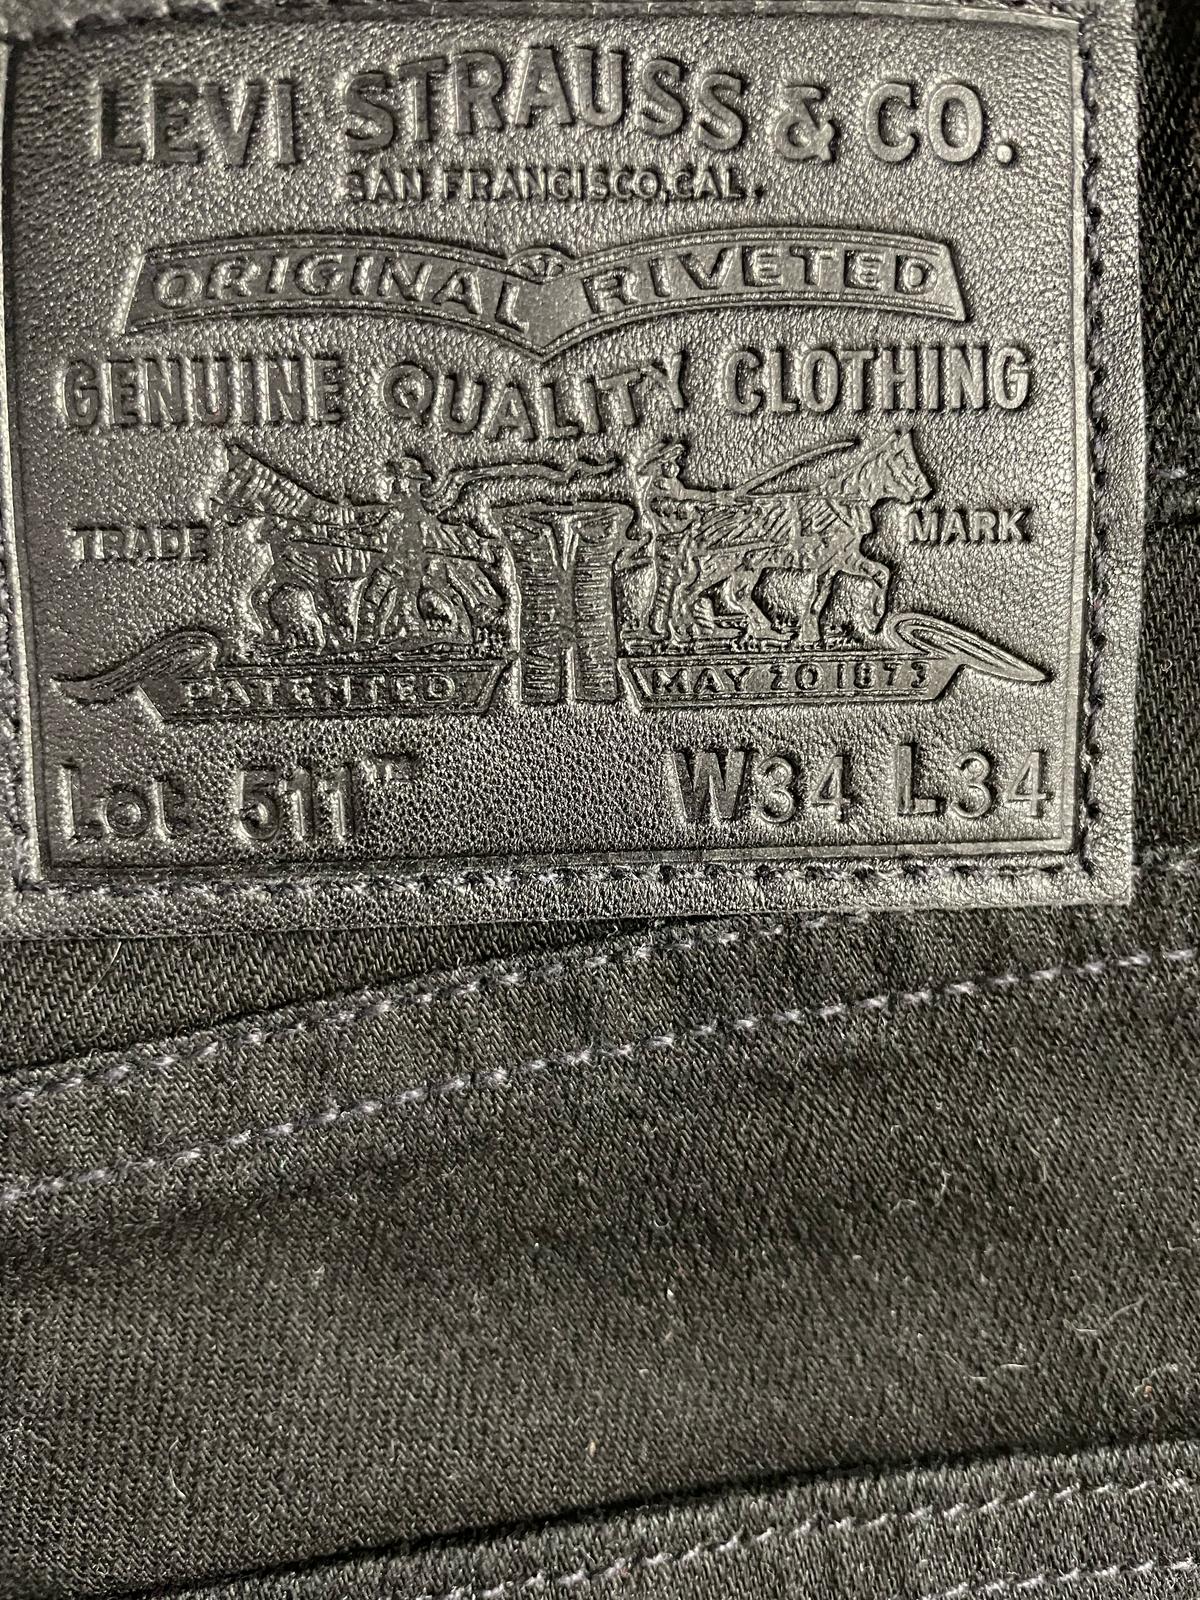 LEVI STRAUSS & CO.
SAN FRANCISCO, CAL.
ORIGINAL RIVETED
GENUINE QUALITY CLOTHING
TRADE MARK
PATENTED MAY 20 1873
Lot 511™ W34 L34